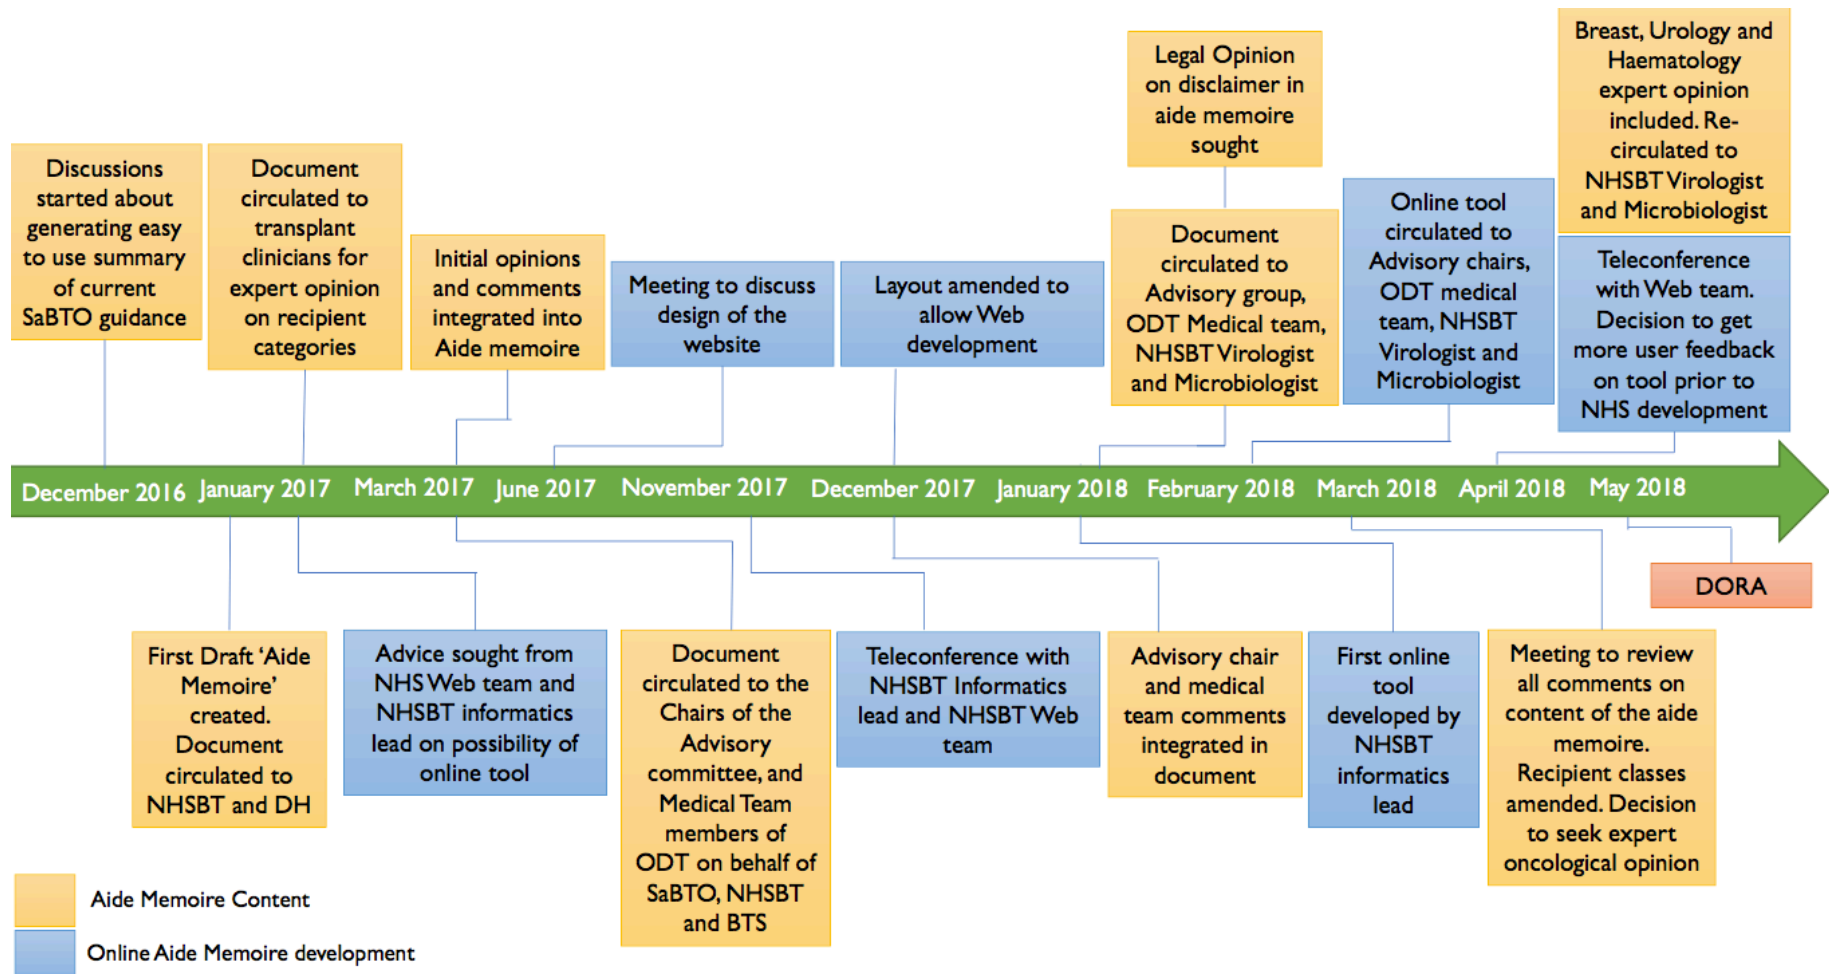 Discussions
started about
generating easy
to use summary
of current
SaBTO guidance
Document
circulated to
transplant
clinicians for
expert opinion
on recipient
categories
Initial opinions
and comments
integrated into
Aide memoire
Meeting to discuss
design of the
website
Layout amended to
allow Web
development
Legal Opinion
on disclaimer in
aide memoire
sought
Document
circulated to
Advisory group,
ODT Medical team,
NHSBT Virologist
and Microbiologist
Online tool
circulated to
Advisory chairs,
ODT medical
team, NHSBT
Virologist and
Microbiologist
Breast, Urology and
Haematology
expert opinion
included. Re-
circulated to
NHSBT Virologist
and Microbiologist
Teleconference
with Web team.
Decision to get
more user feedback
on tool prior to
NHS development
December 2016
January 2017
March 2017
June 2017
November 2017
December 2017
January 2018
February 2018
March 2018
April 2018
May 2018
First Draft ‘Aide
Memoire’
created.
Document
circulated to
NHSBT and DH
Advice sought from
NHS Web team and
NHSBT informatics
lead on possibility of
online tool
Document
circulated to the
Chairs of the
Advisory
committee, and
Medical Team
members of
ODT on behalf of
SaBTO, NHSBT
and BTS
Teleconference with
NHSBT Informatics
lead and NHSBT Web
team
Advisory chair
and medical
team comments
integrated in
document
First online
tool
developed by
NHSBT
informatics
lead
Meeting to review
all comments on
content of the aide
memoire.
Recipient classes
amended. Decision
to seek expert
oncological opinion
DORA
Aide Memoire Content
Online Aide Memoire development